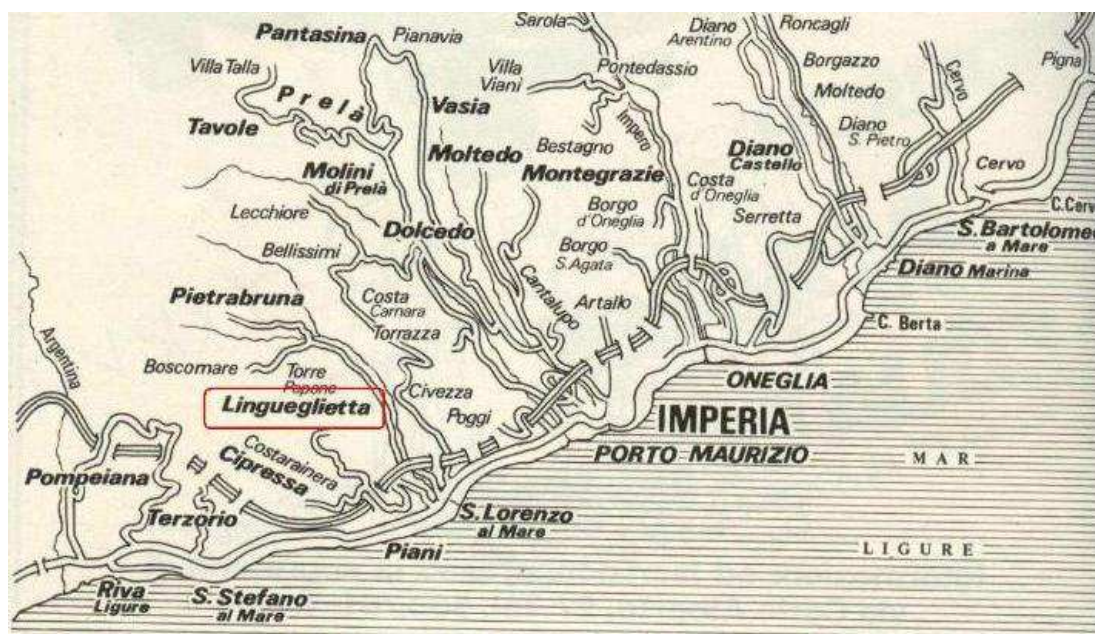 Sarola
Diano
Arentino
Roncagli
Pantasina
Pianavia
Villa Talla
Villa
Viani
Pontedassio
Borgazzo
Cervo
Pigna
Prelà
Vasia
Impero
Moltedo
Tavole
Bestagno
Diano
S. Pietro
Moltedo
Diano
Castello
Molini
di Prelà
Montegrazie
Costa
d'Oneglia
Cervo
Lecchiore
Borgo
d'Oneglia
Serretta
C. Cerv
Dolcedo
S. Bartolomeo
a Mare
Bellissimi
Borgo
S. Agata
Diano Marina
Pietrabruna
Costa
Carnara
Cantalupo
Artallo
C. Berta
Torrazza
Argentina
Boscomare
Torre
Papone
Civezza
ONEGLIA
Lingueglietta
Poggi
IMPERIA
PORTO MAURIZIO
Costarainera
Cipressa
MAR
Pompeiana
Terzorio
S. Lorenzo
al Mare
Piani
LIGURE
Riva
Ligure
S. Stefano
al Mare